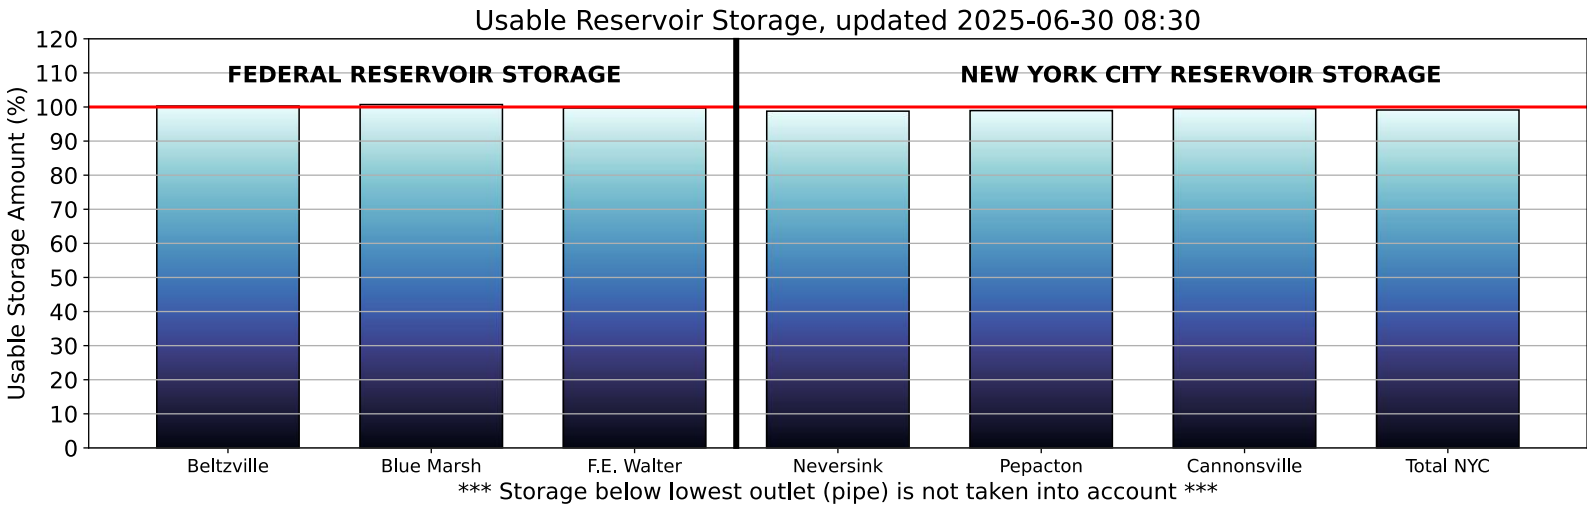 Usable Reservoir Storage, updated 2025-06-30 08:30
FEDERAL RESERVOIR STORAGE
NEW YORK CITY RESERVOIR STORAGE
Usable Storage Amount (%)
120
110
100
90
80
70
60
50
40
30
20
10
0
Beltzville
Blue Marsh
F.E. Walter
Neversink
Pepacton
Cannonsville
Total NYC
*** Storage below lowest outlet (pipe) is not taken into account ***